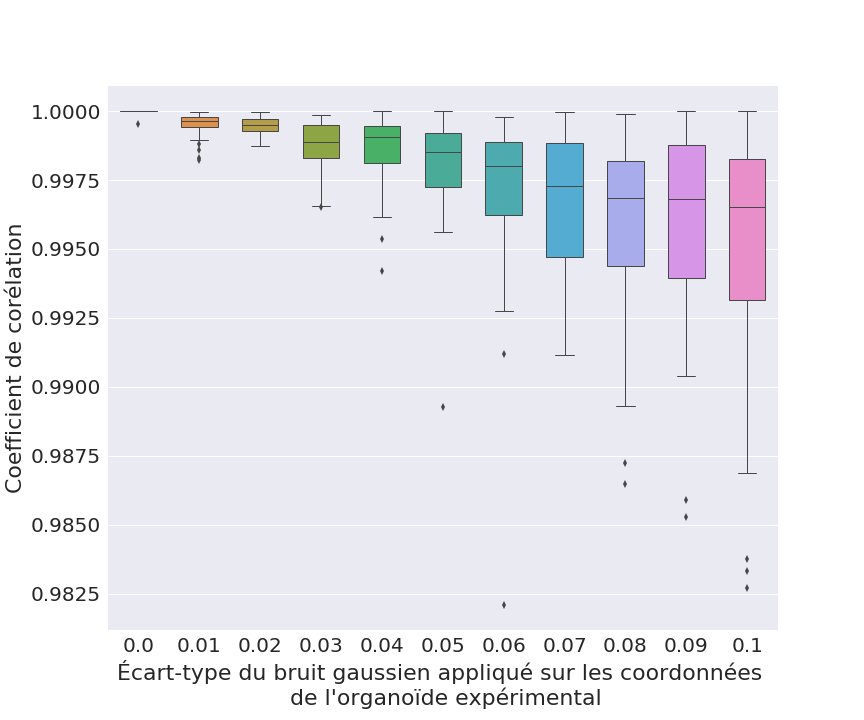 1.0000
0.9975
0.9950
0.9925
0.9900
0.9875
0.9850
0.9825
Coefficient de corélation
0.0 0.01 0.02 0.03 0.04 0.05 0.06 0.07 0.08 0.09 0.1
Écart-type du bruit gaussien appliqué sur les coordonnées
de l'organoïde expérimental